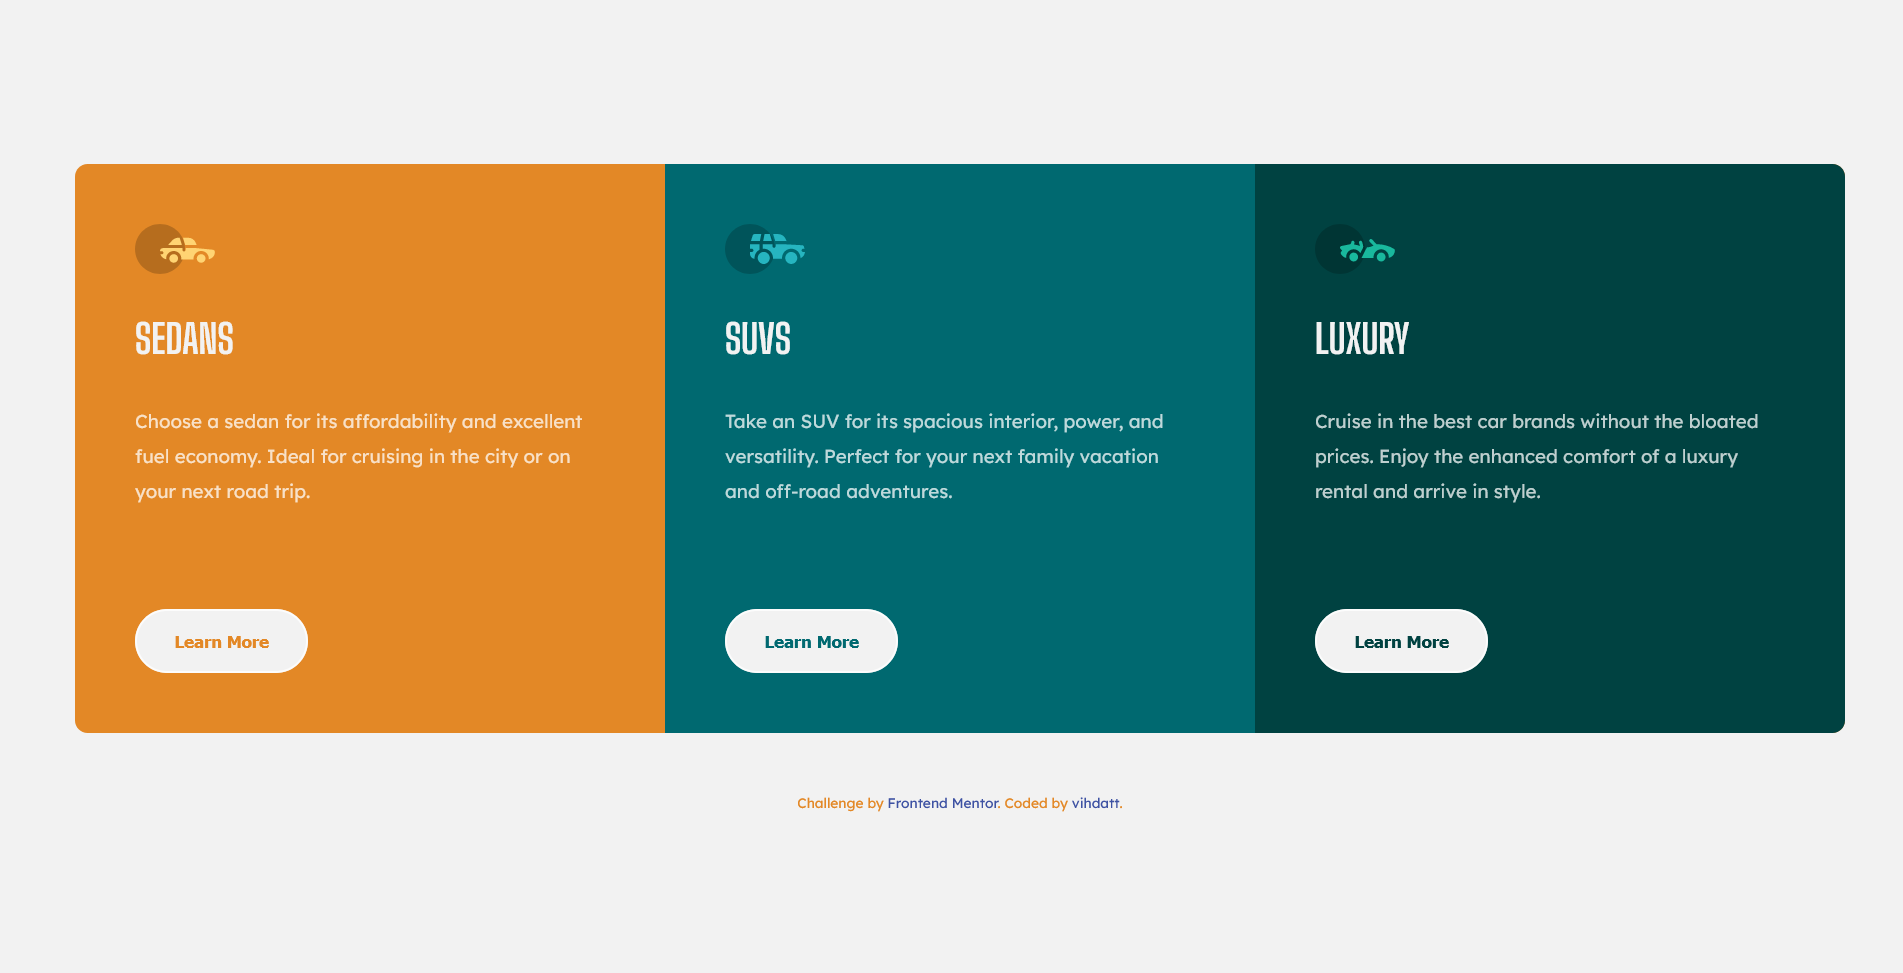 SEDANS
Choose a sedan for its affordability and excellent
fuel economy. Ideal for cruising in the city or on
your next road trip.
Learn More
SUVS
Take an SUV for its spacious interior, power, and
versatility. Perfect for your next family vacation
and off-road adventures.
Learn More
LUXURY
Cruise in the best car brands without the bloated
prices. Enjoy the enhanced comfort of a luxury
rental and arrive in style.
Learn More
Challenge by Frontend Mentor. Coded by vihdatt.